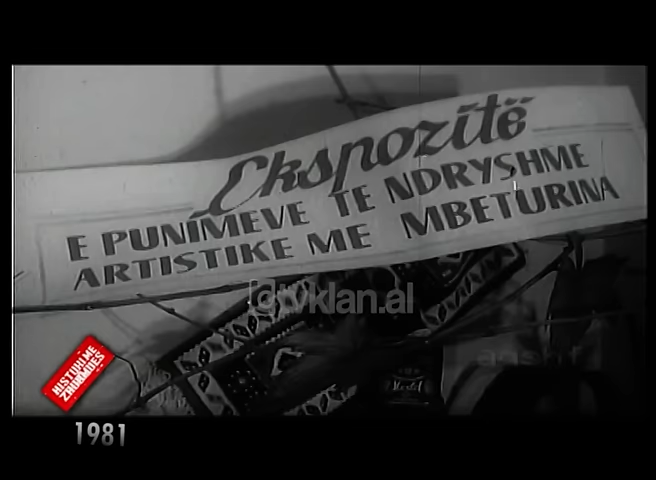 Ekspozitë
E PUNIMEVE TE NDRYSHME
ARTISTIKE ME MBETURINA
tvklan.al
HISTORI ME
ZHURMUES
1981